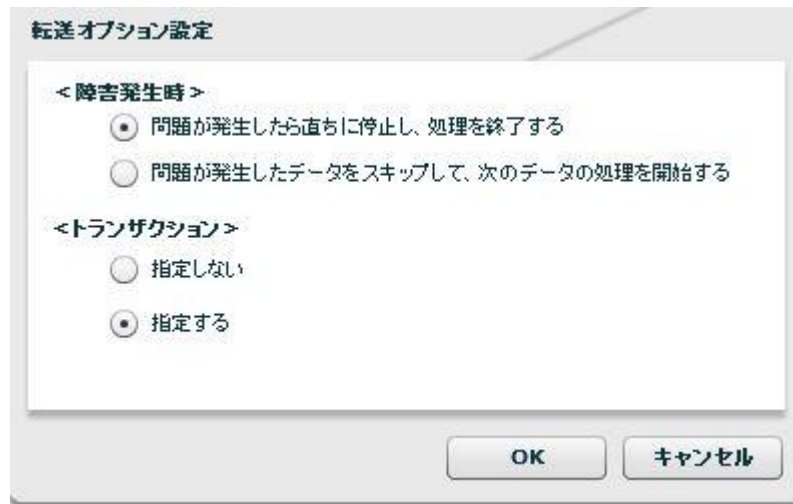 転送オプション設定
<障害発生時>
問題が発生したら直ちに停止し、処理を終了する
問題が発生したデータをスキップして、次のデータの処理を開始する
<トランザクション>
指定しない
指定する
OK
キャンセル